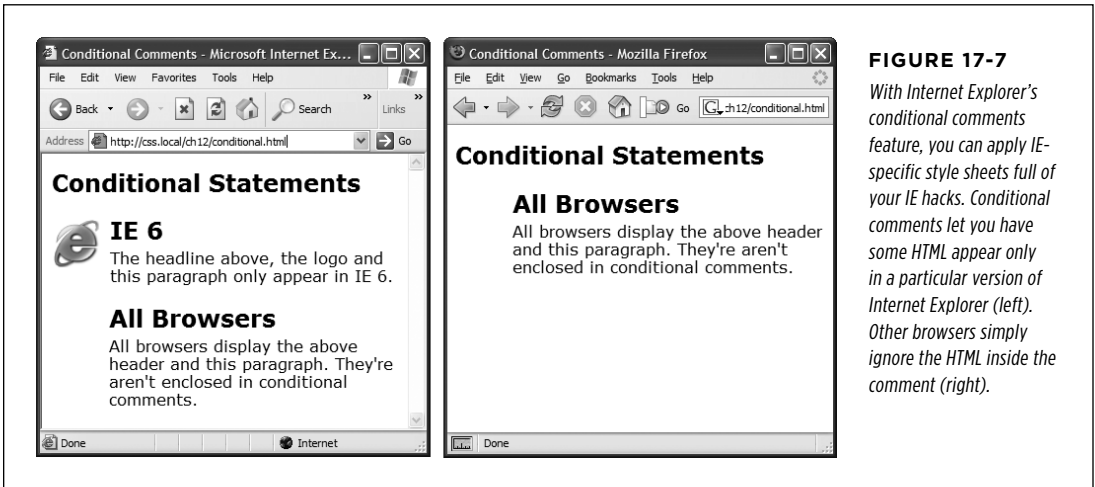 Conditional Comments - Microsoft Internet Ex...
File Edit View Favorites Tools Help
Back Search » Links »
Address http://css.local/ch12/conditional.html Go
Conditional Statements
IE 6
The headline above, the logo and
this paragraph only appear in IE 6.
All Browsers
All browsers display the above
header and this paragraph. They're
aren't enclosed in conditional
comments.
Done Internet
Conditional Comments - Mozilla Firefox
File Edit View Go Bookmarks Tools Help
Go G :h12/conditional.html
Conditional Statements
All Browsers
All browsers display the above header
and this paragraph. They're aren't
enclosed in conditional comments.
Done
FIGURE 17-7
With Internet Explorer’s
conditional comments
feature, you can apply IE-
specific style sheets full of
your IE hacks. Conditional
comments let you have
some HTML appear only
in a particular version of
Internet Explorer (left).
Other browsers simply
ignore the HTML inside the
comment (right).